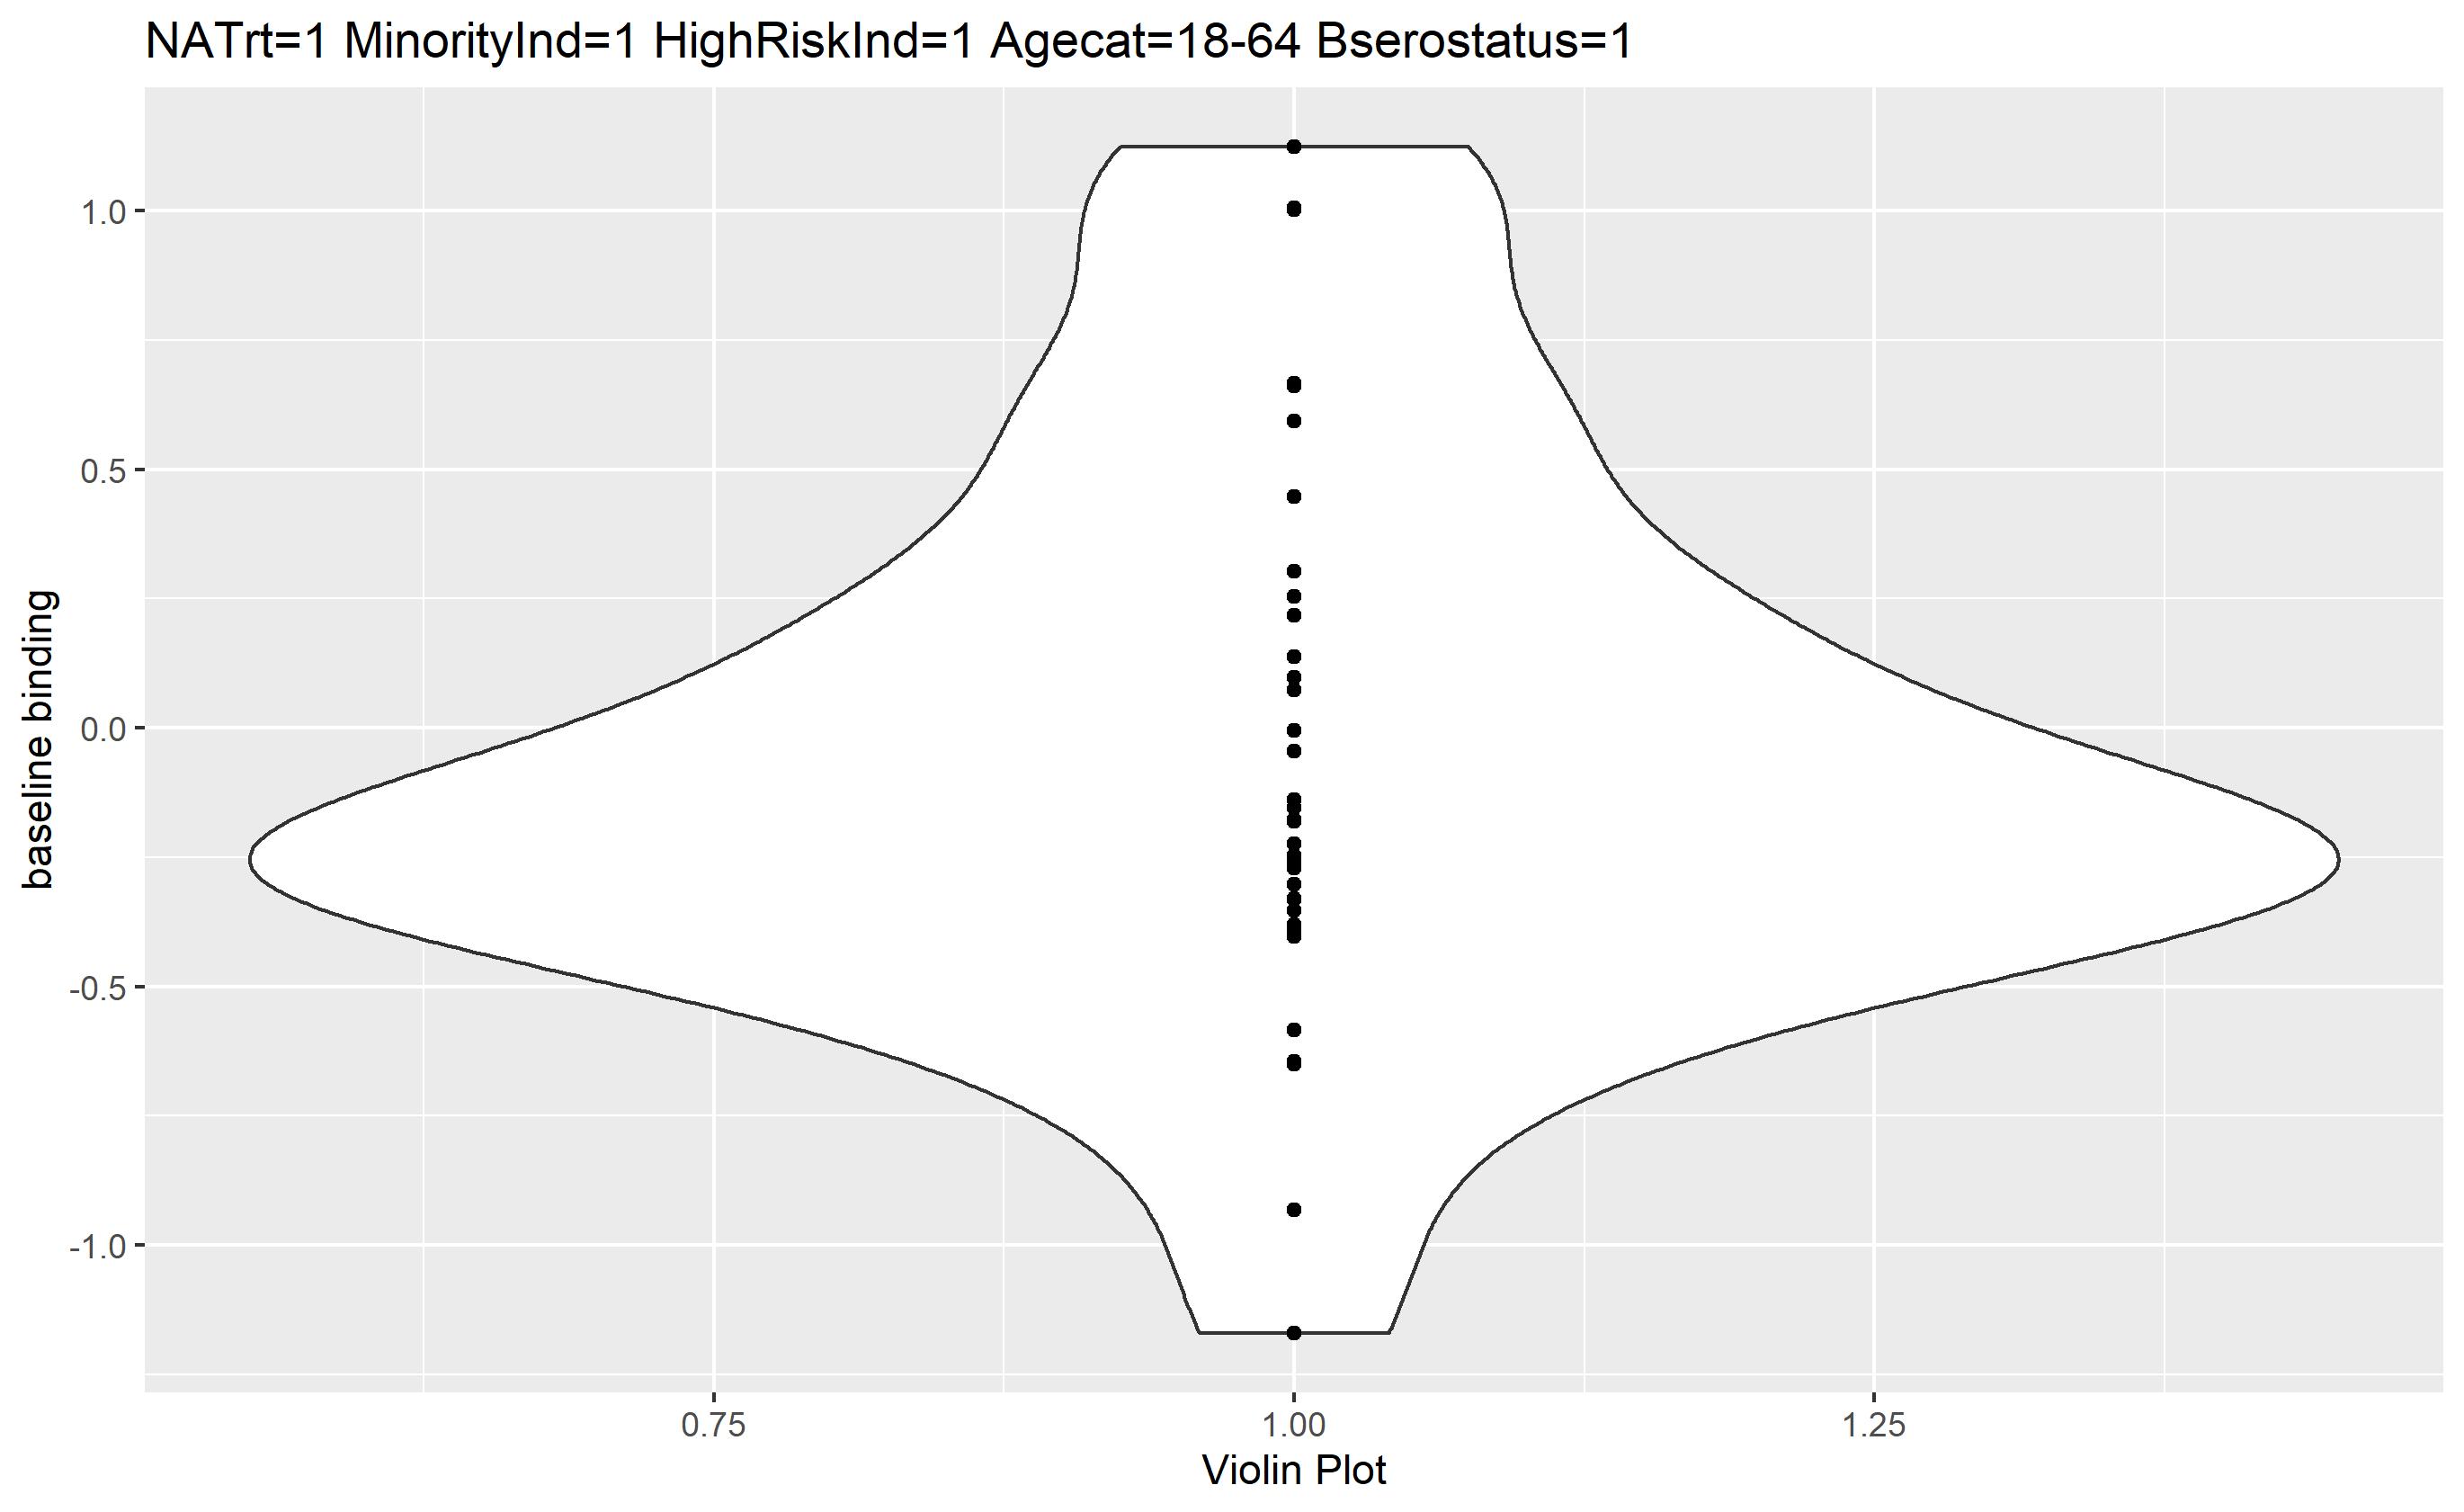 NATrt=1 MinorityInd=1 HighRiskInd=1 Agecat=18-64 Bserostatus=1
1.0
0.5
0.0
-0.5
-1.0
baseline binding
0.75 1.00 1.25
Violin Plot